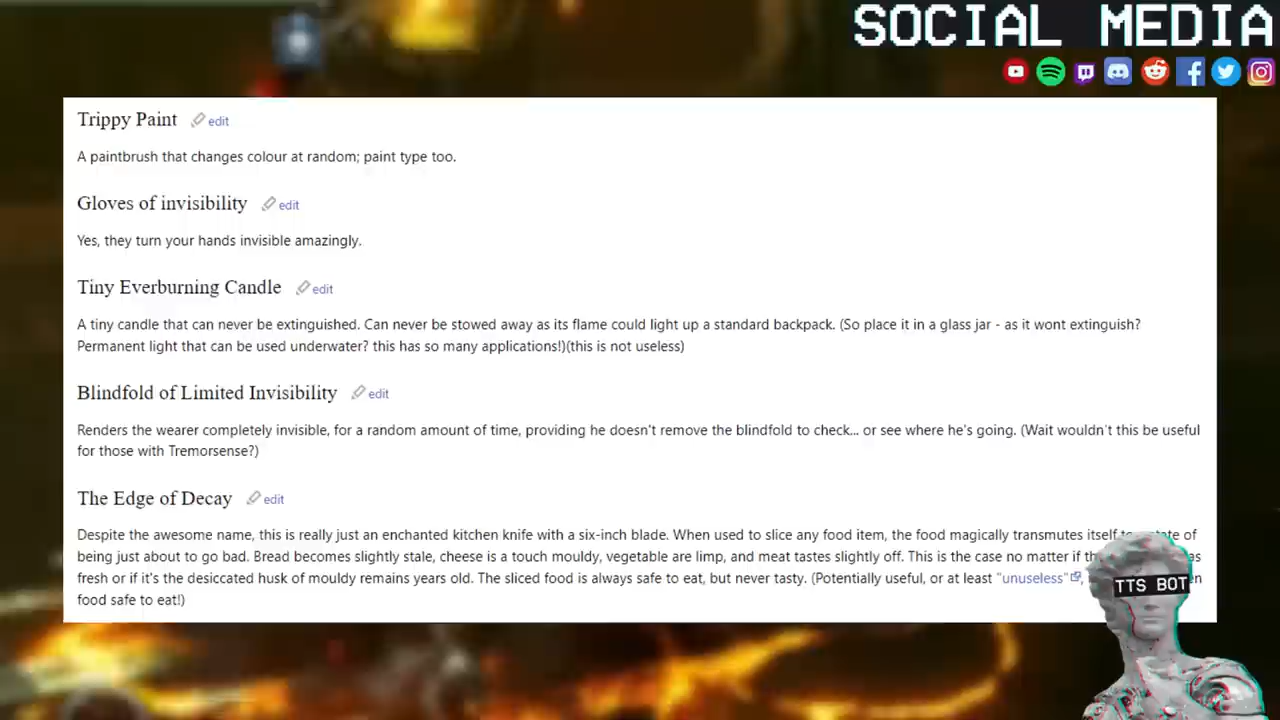 SOCIAL MEDIA
Trippy Paint edit
A paintbrush that changes colour at random; paint type too.
Gloves of invisibility edit
Yes, they turn your hands invisible amazingly.
Tiny Everburning Candle edit
A tiny candle that can never be extinguished. Can never be stowed away as its flame could light up a standard backpack. (So place it in a glass jar - as it wont extinguish?
Permanent light that can be used underwater? this has so many applications!)(this is not useless)
Blindfold of Limited Invisibility edit
Renders the wearer completely invisible, for a random amount of time, providing he doesn't remove the blindfold to check... or see where he's going. (Wait wouldn't this be useful
for those with Tremorsense?)
The Edge of Decay edit
Despite the awesome name, this is really just an enchanted kitchen knife with a six-inch blade. When used to slice any food item, the food magically transmutes itself of
being just about to go bad. Bread becomes slightly stale, cheese is a touch mouldy, vegetable are limp, and meat tastes slightly off. This is the case no matter if
fresh or if it's the desiccated husk of mouldy remains years old. The sliced food is always safe to eat, but never tasty. (Potentially useful, or at least "unuseless",
food safe to eat!)
TTS BOT